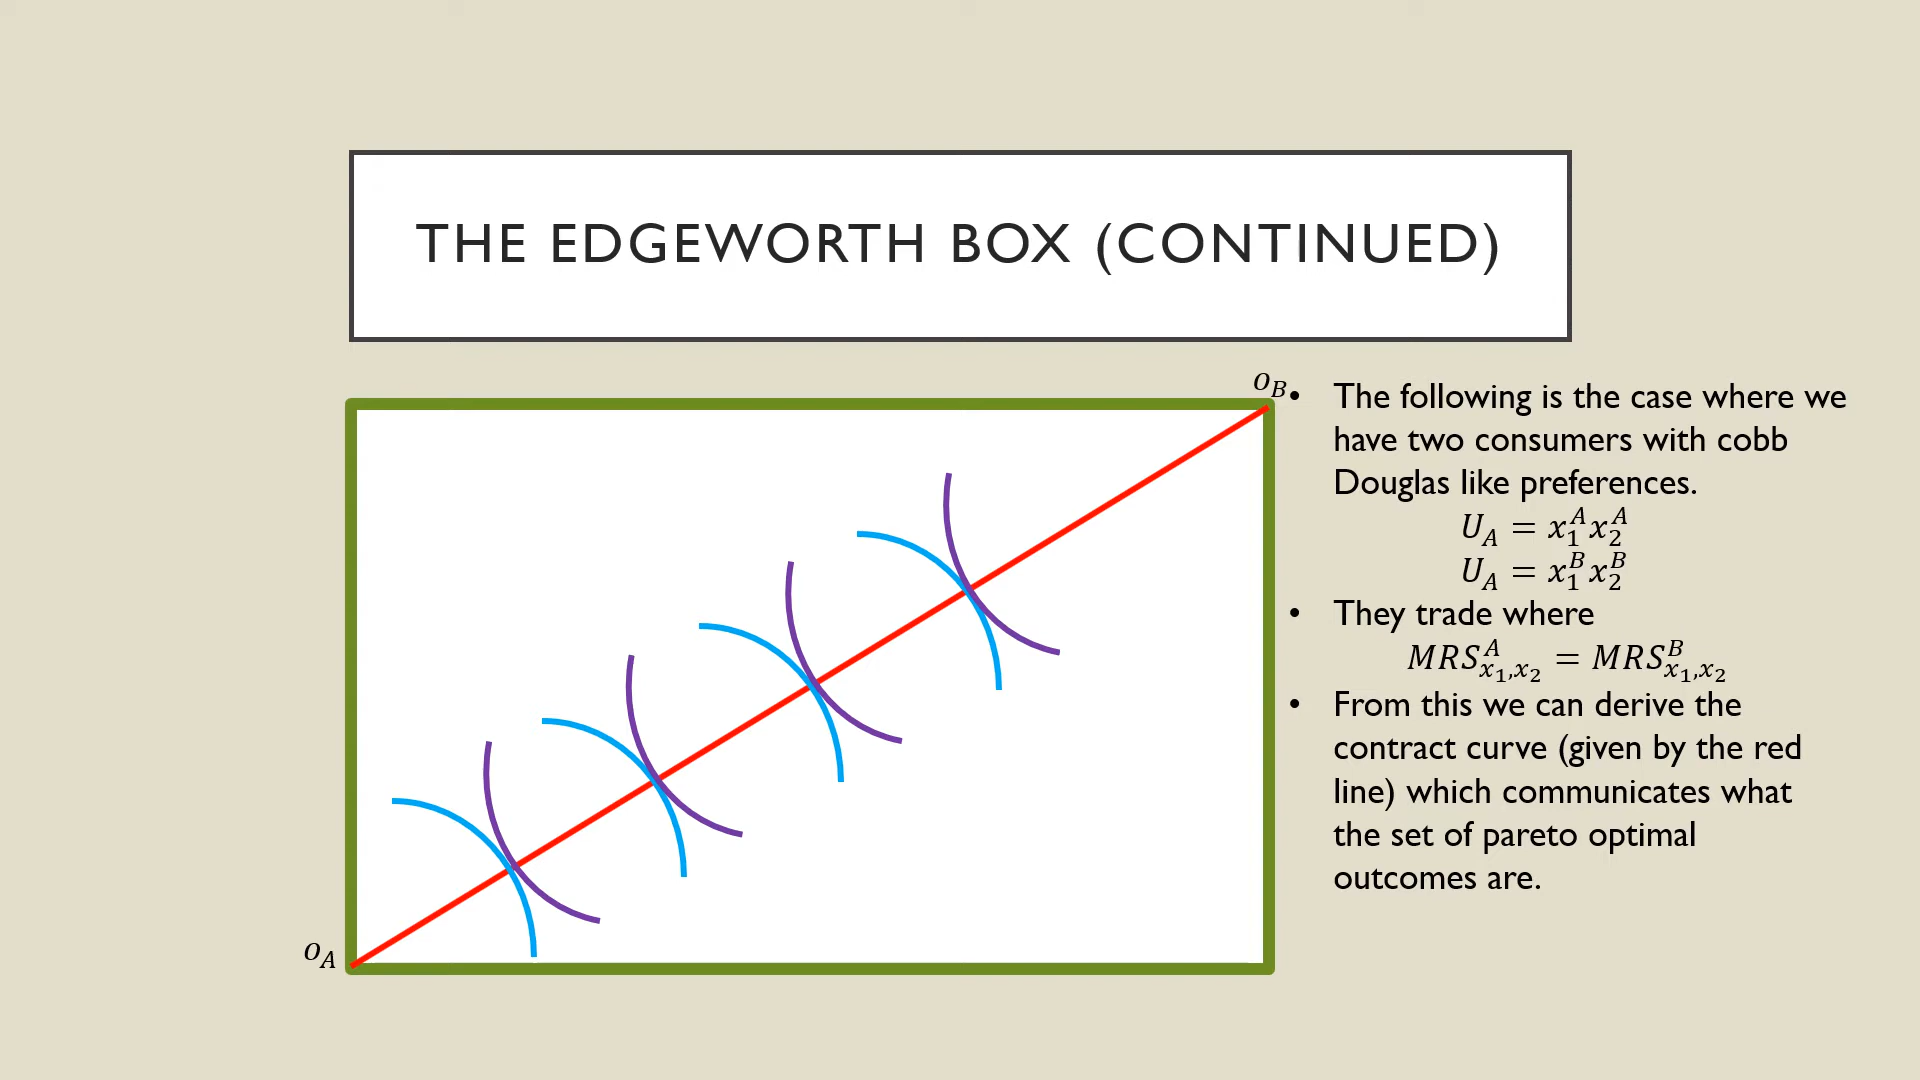 THE EDGEWORTH BOX (CONTINUED)
O_B
• The following is the case where we
have two consumers with cobb
Douglas like preferences.
U_A = x_1^A x_2^A
U_A = x_1^B x_2^B
• They trade where
MRS^A_{x_1,x_2} = MRS^B_{x_1,x_2}
• From this we can derive the
contract curve (given by the red
line) which communicates what
the set of pareto optimal
outcomes are.
O_A